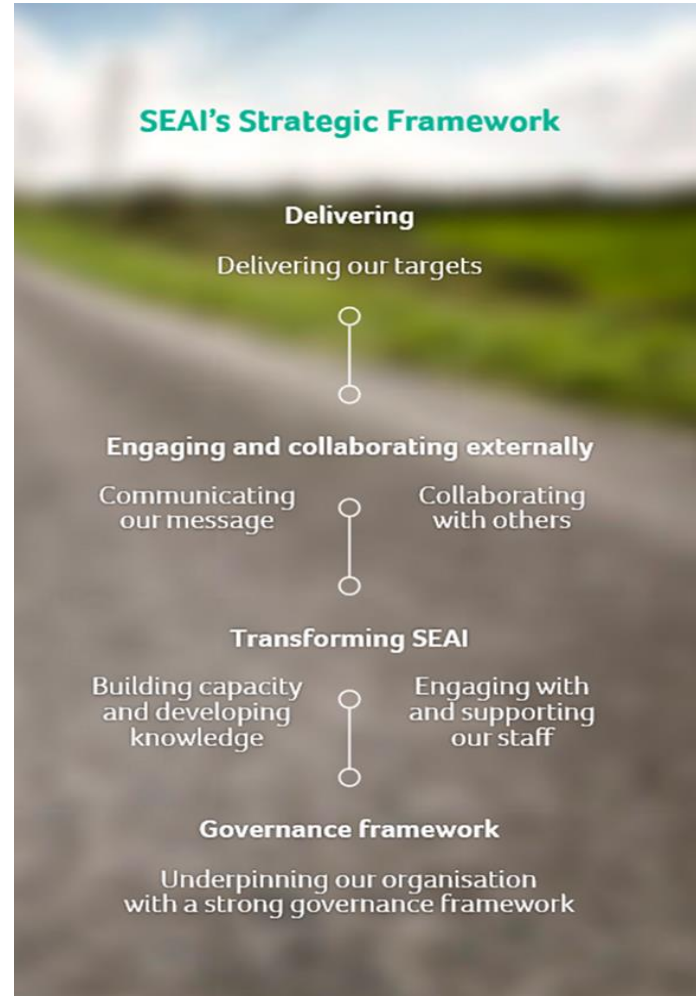 SEAI's Strategic Framework
Delivering
Delivering our targets
Engaging and collaborating externally
Communicating
our message
Collaborating
with others
Transforming SEAI
Building capacity
and developing
knowledge
Engaging with
and supporting
our staff
Governance framework
Underpinning our organisation
with a strong governance framework